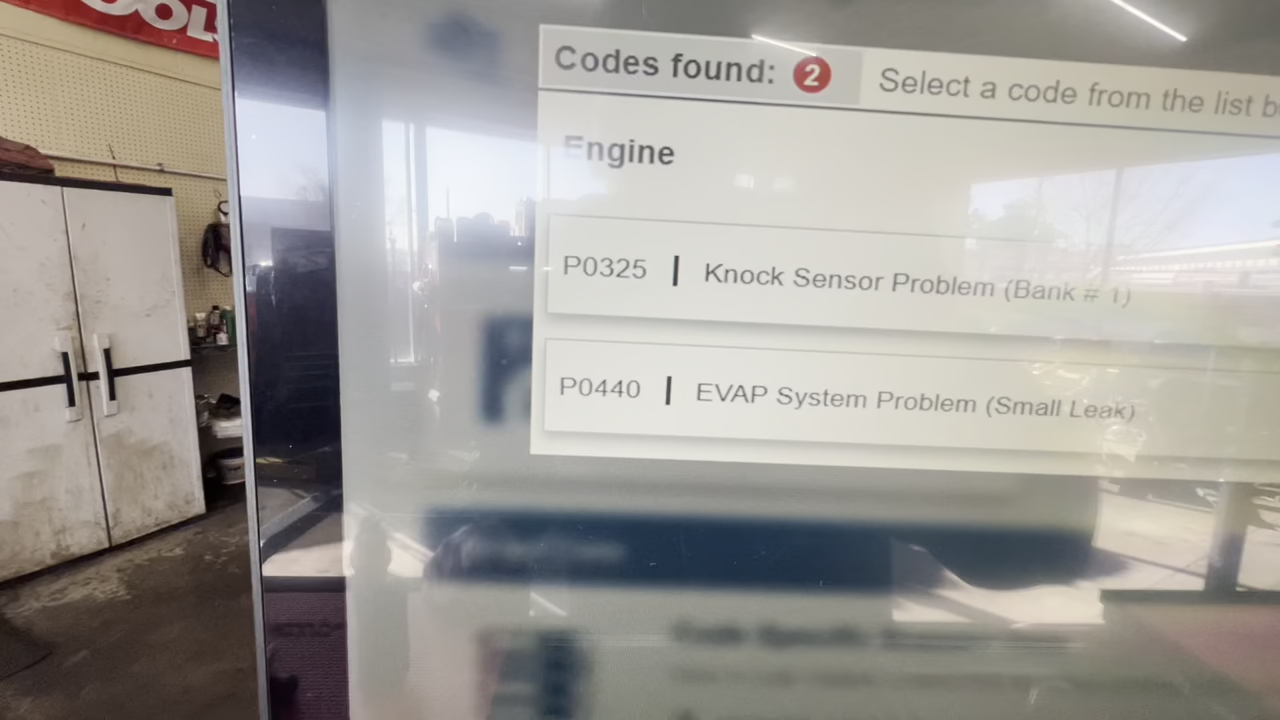 OOLS
Codes found: 2
Select a code from the list b
Engine
P0325 | Knock Sensor Problem (Bank # 1)
P0440 | EVAP System Problem (Small Leak)